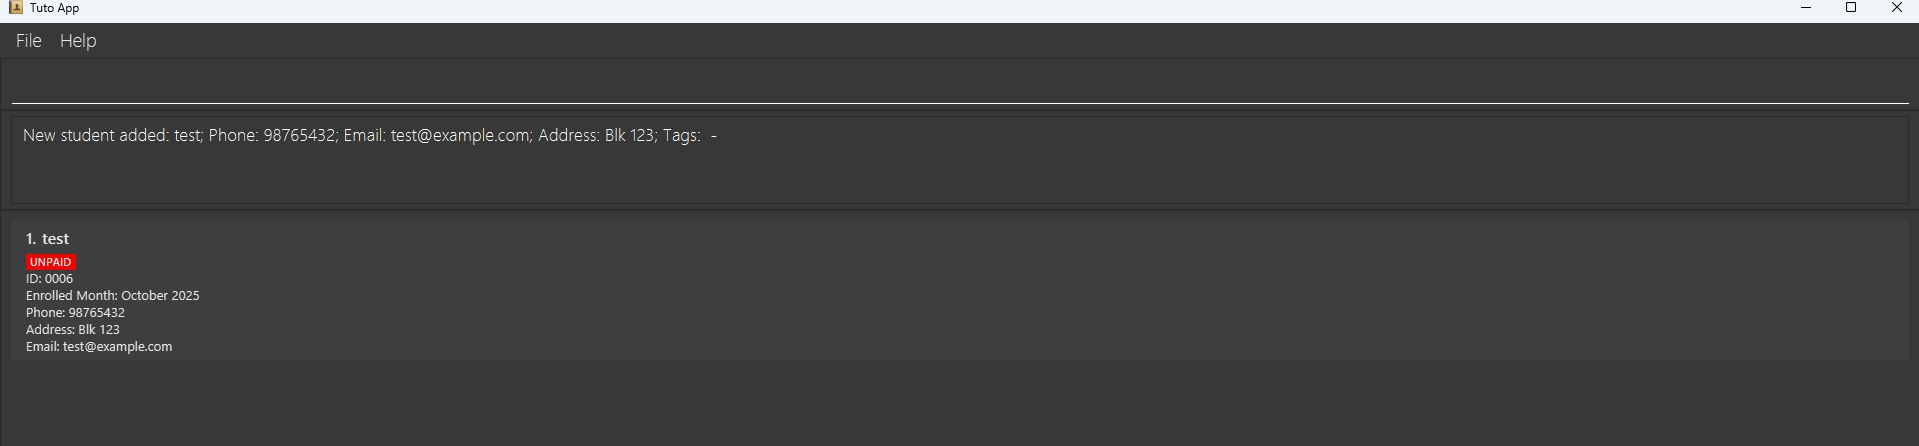 Tuto App
File Help
New student added: test; Phone: 98765432; Email: test@example.com; Address: Blk 123; Tags: -
1. test
UNPAID
ID: 0006
Enrolled Month: October 2025
Phone: 98765432
Address: Blk 123
Email: test@example.com